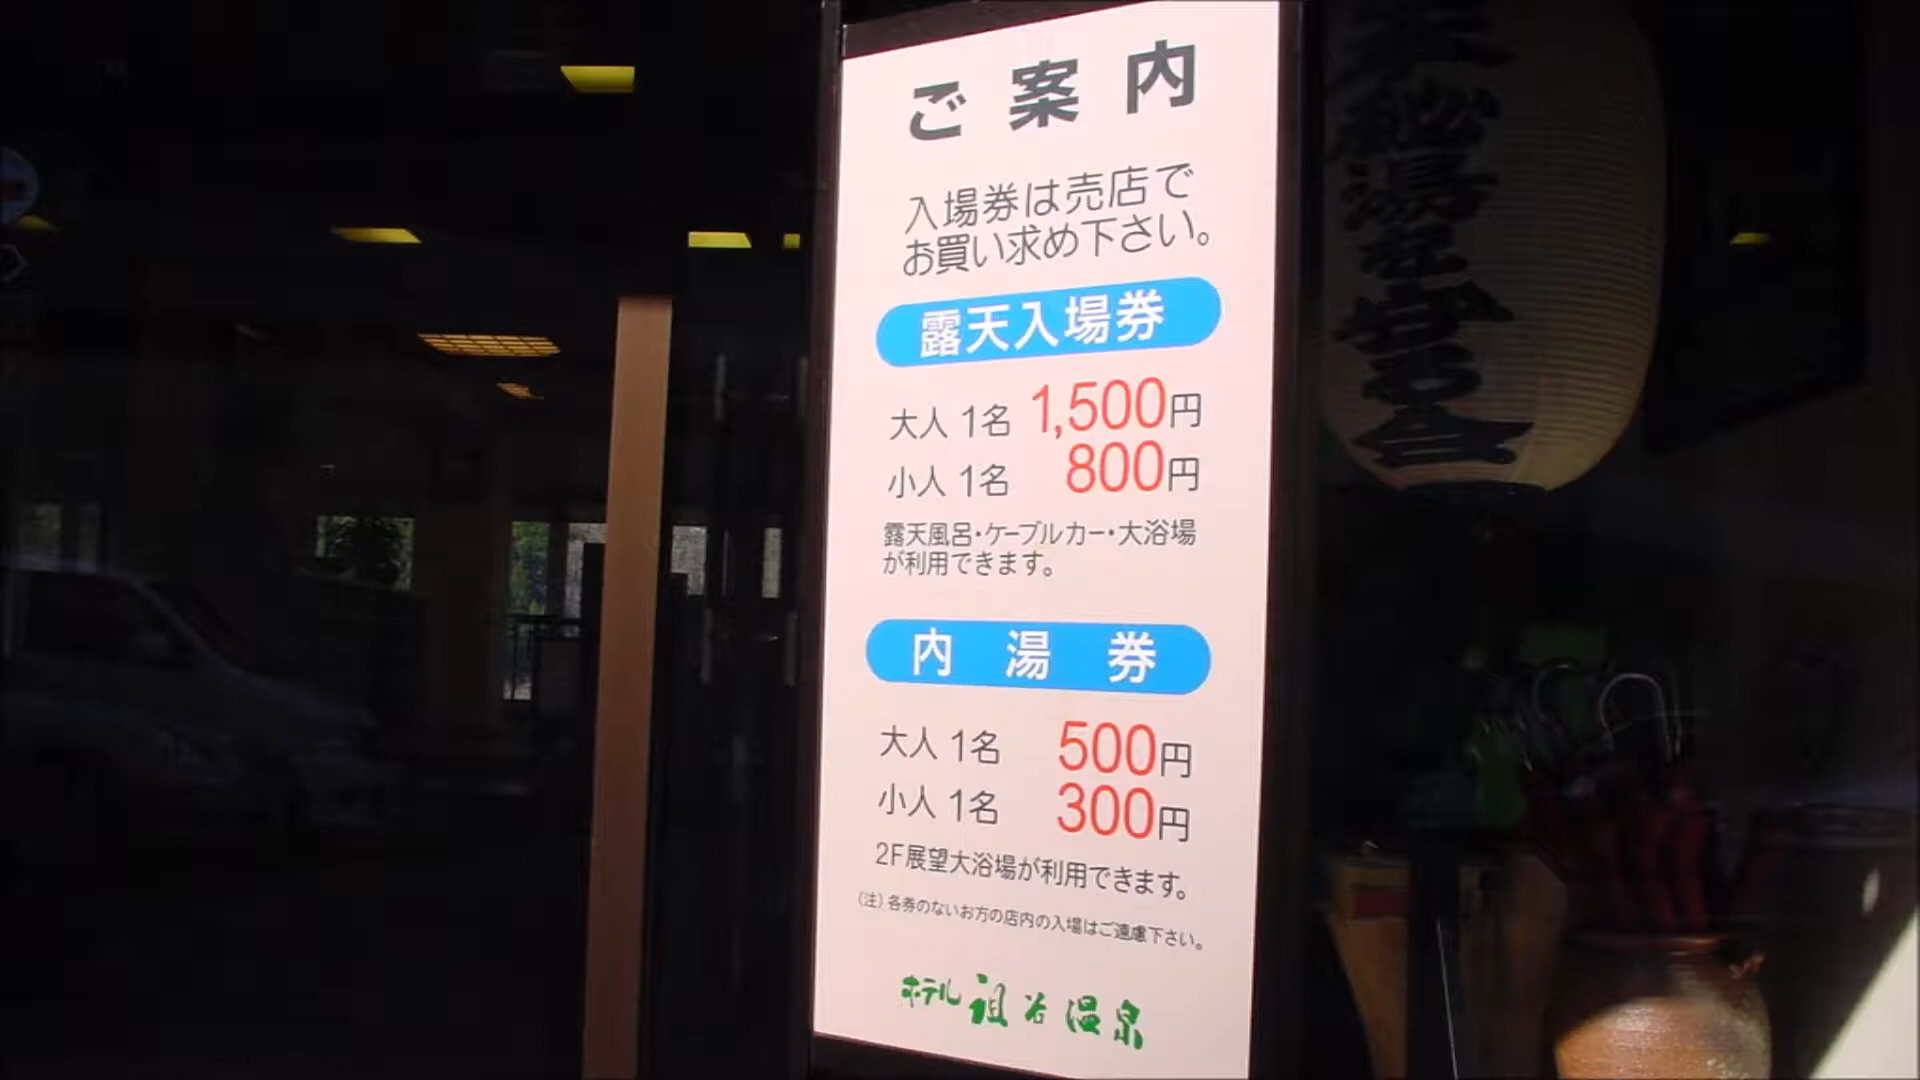 ご案内
入場券は売店で
お買い求め下さい。
露天入場券
大人 1名 1,500円
小人 1名 800円
露天風呂・ケーブルカー・大浴場
が利用できます。
内湯券
大人 1名 500円
小人 1名 300円
2F展望大浴場が利用できます。
(注) 各券のないお方の店内の入場はご遠慮下さい。
ホテル祖谷温泉
秘湯を守る会